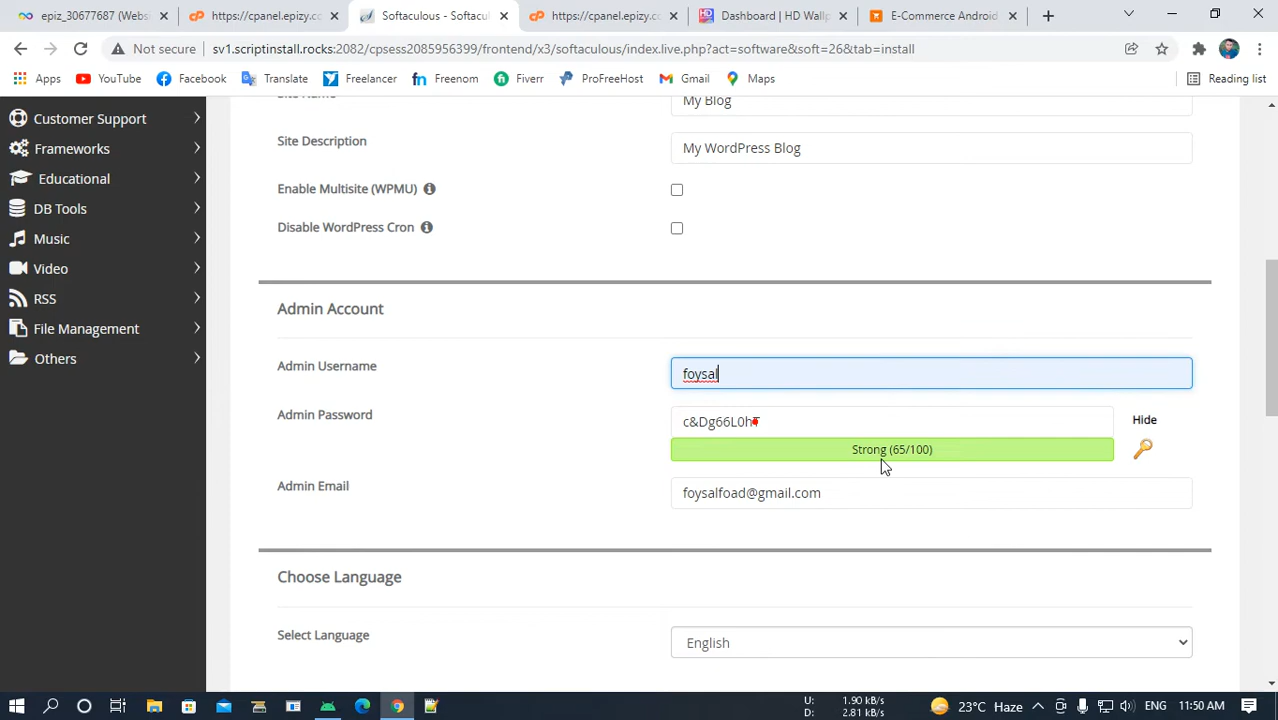 epiz_30677687 (Webs
https://cpanel.epizy.co
Softaculous - Softac
https://cpanel.epizy.co
Dashboard | HD Wallp
E-Commerce Android
Not secure
sv1.scriptinstall.rocks:2082/cpsess2085956399/frontend/x3/softaculous/index.live.php?act=software&soft=26&tab=install
Apps
YouTube
Facebook
Translate
Freelancer
Freenom
Fiverr
ProFreeHost
Gmail
Maps
Reading list
Customer Support
Frameworks
Educational
DB Tools
Music
Video
RSS
File Management
Others
My Blog
Site Description
My WordPress Blog
Enable Multisite (WPMU)
Disable WordPress Cron
Admin Account
Admin Username
foysal
Admin Password
Hide
Strong (65/100)
Admin Email
foysalfoad@gmail.com
Choose Language
Select Language
English
U: 1.90 kB/s
D: 2.81 kB/s
23°C Haze
ENG
11:50 AM